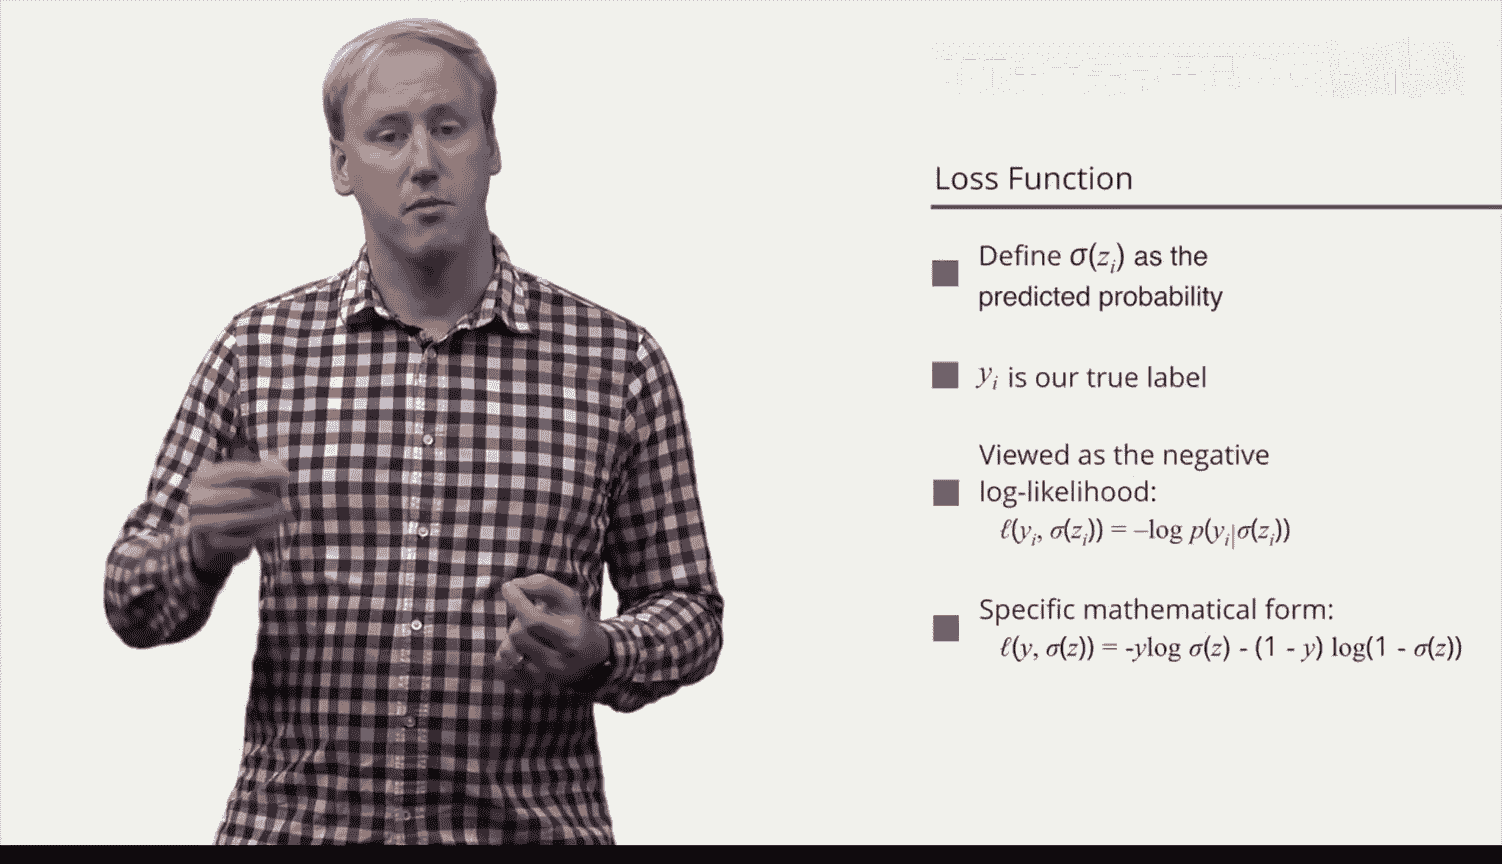 Loss Function
Define σ(zᵢ) as the
predicted probability
yᵢ is our true label
Viewed as the negative
log-likelihood:
ℓ(yᵢ, σ(zᵢ)) = –log p(yᵢ|σ(zᵢ))
Specific mathematical form:
ℓ(y, σ(z)) = -ylog σ(z) - (1 - y) log(1 - σ(z))